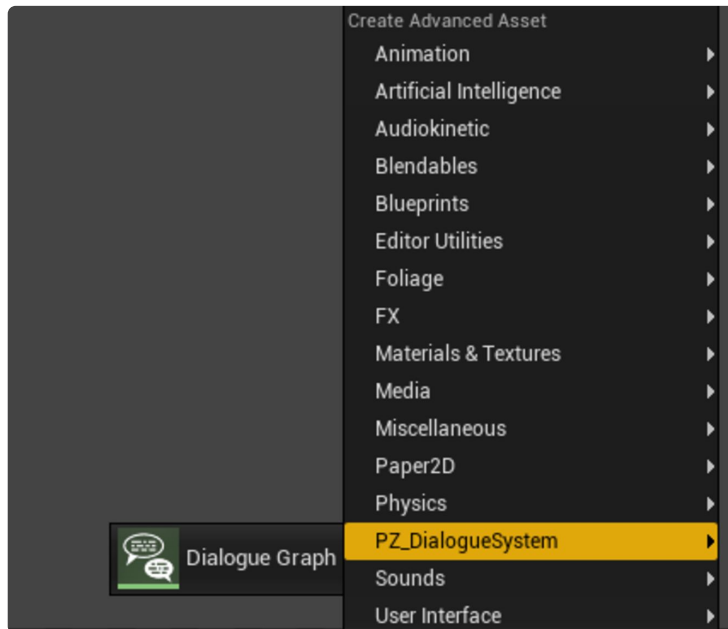 Create Advanced Asset
Animation
Artificial Intelligence
Audiokinetic
Blendables
Blueprints
Editor Utilities
Foliage
FX
Materials & Textures
Media
Miscellaneous
Paper2D
Physics
PZ_DialogueSystem
Dialogue Graph
Sounds
User Interface